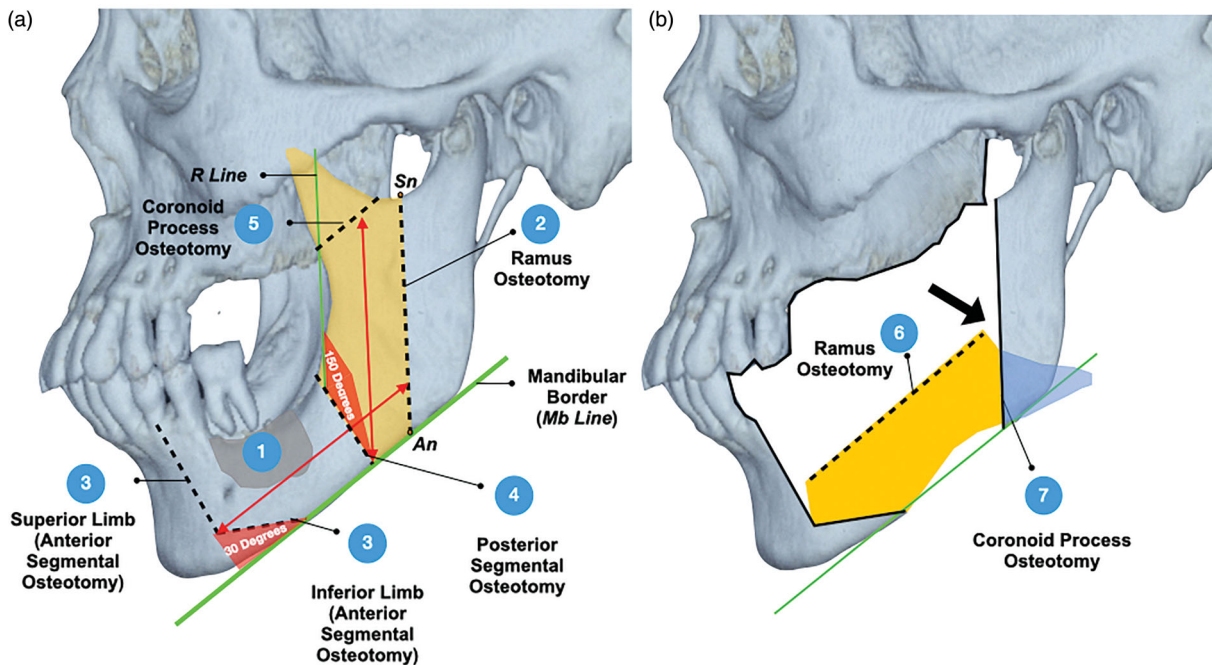 (a)
R Line
Sn
5
Coronoid
Process
Osteotomy
2
Ramus
Osteotomy
150 Degrees
Mandibular
Border
(Mb Line)
An
1
3
Superior Limb
(Anterior
Segmental
Osteotomy)
30 Degrees
3
Inferior Limb
(Anterior
Segmental
Osteotomy)
4
Posterior
Segmental
Osteotomy
(b)
6
Ramus
Osteotomy
7
Coronoid Process
Osteotomy